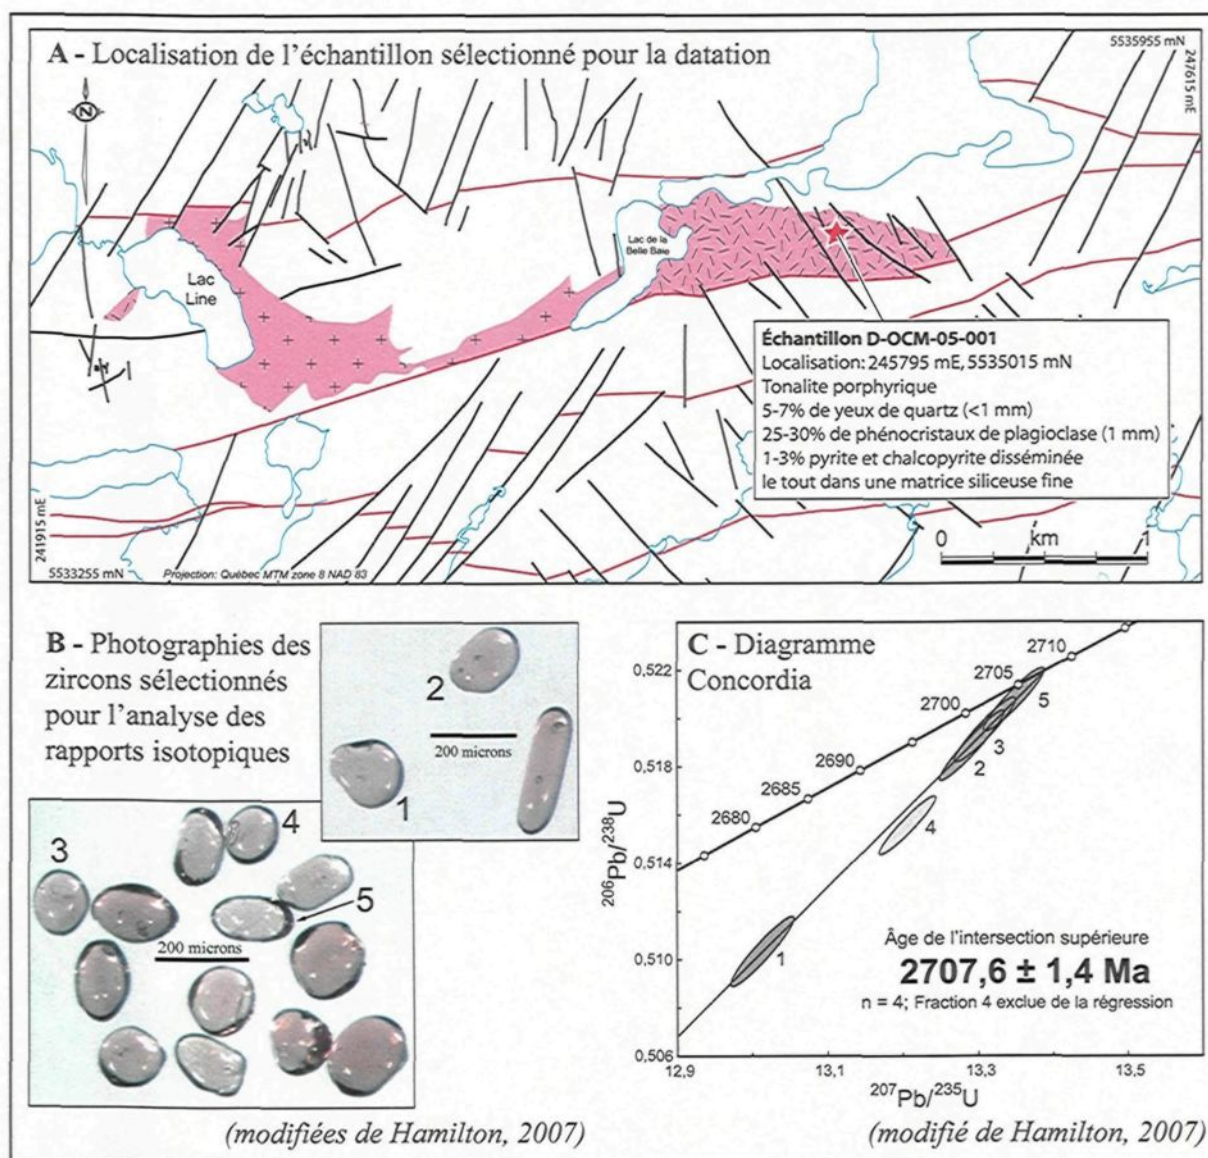 A - Localisation de l'échantillon sélectionné pour la datation
5535955 mN
247615 mE
N
Lac de la
Belle Baie
Lac
Line
Échantillon D-OCM-05-001
Localisation: 245795 mE, 5535015 mN
Tonalite porphyrique
5-7% de yeux de quartz (<1 mm)
25-30% de phénocristaux de plagioclase (1 mm)
1-3% pyrite et chalcopyrite disséminée
le tout dans une matrice siliceuse fine
0 km 1
241915 mE
5533255 mN
Projection: Québec MTM zone 8 NAD 83
B - Photographies des
zircons sélectionnés
pour l'analyse des
rapports isotopiques
2
200 microns
1
3
4
5
200 microns
(modifiées de Hamilton, 2007)
C - Diagramme
Concordia
0,522
0,518
0,514
0,510
0,506
206Pb/238U
2680
2685
2690
2700
2705
2710
5
3
2
4
1
Âge de l'intersection supérieure
2707,6 ± 1,4 Ma
n = 4; Fraction 4 exclue de la régression
12,9 13,1 13,3 13,5
207Pb/235U
(modifié de Hamilton, 2007)